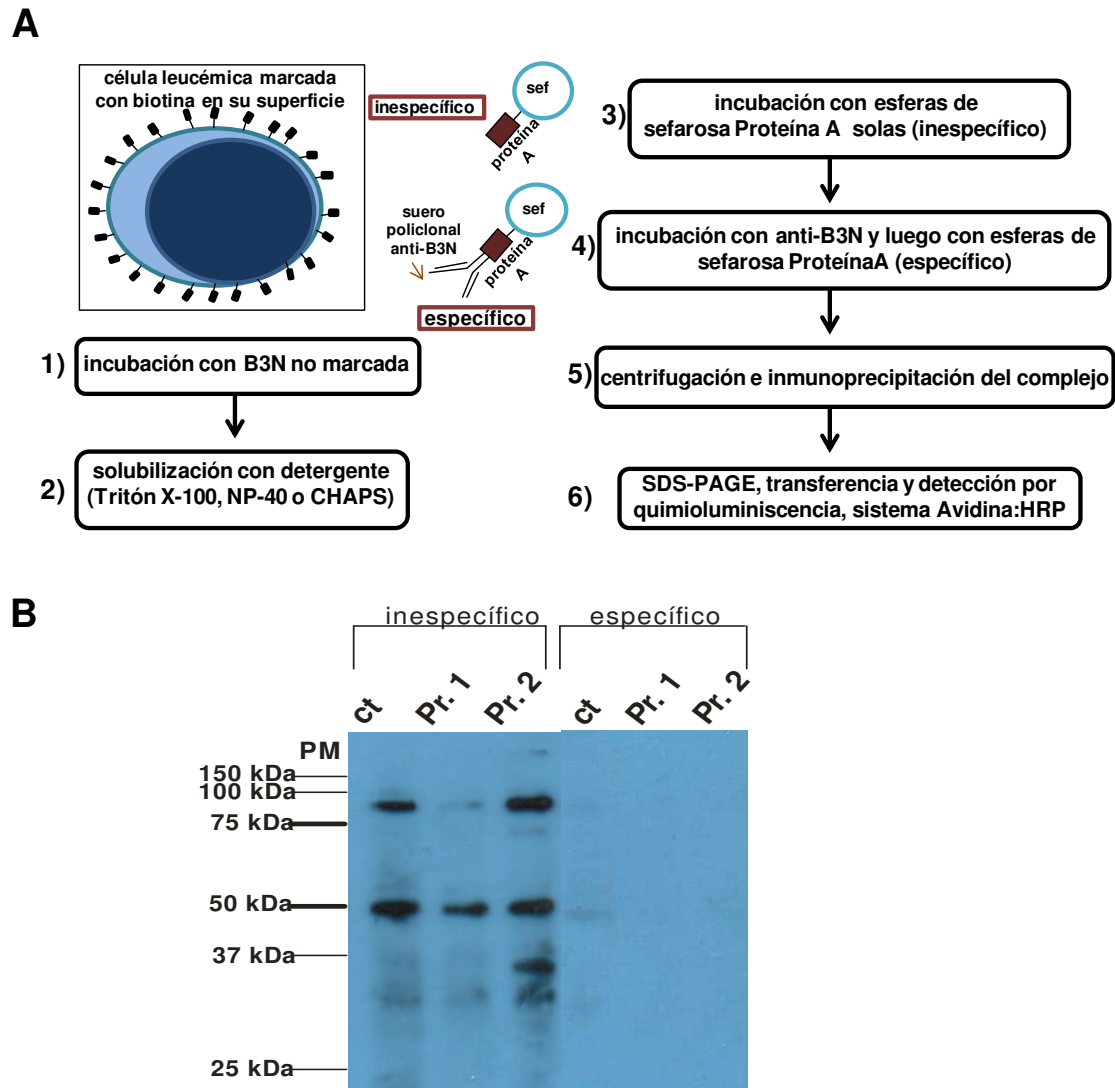 A
célula leucémica marcada
con biotina en su superficie
inespecífico
sef
proteína
A
suero
policlonal
anti-B3N
sef
proteína
A
específico
1)
incubación con B3N no marcada
2)
solubilización con detergente
(Tritón X-100, NP-40 o CHAPS)
3)
incubación con esferas de
sefarosa Proteína A solas (inespecífico)
4)
incubación con anti-B3N y luego con esferas de
sefarosa ProteínaA (específico)
5)
centrifugación e inmunoprecipitación del complejo
6)
SDS-PAGE, transferencia y detección por
quimioluminiscencia, sistema Avidina:HRP
B
inespecífico
específico
ct Pr. 1 Pr. 2 ct Pr. 1 Pr. 2
PM
150 kDa
100 kDa
75 kDa
50 kDa
37 kDa
25 kDa